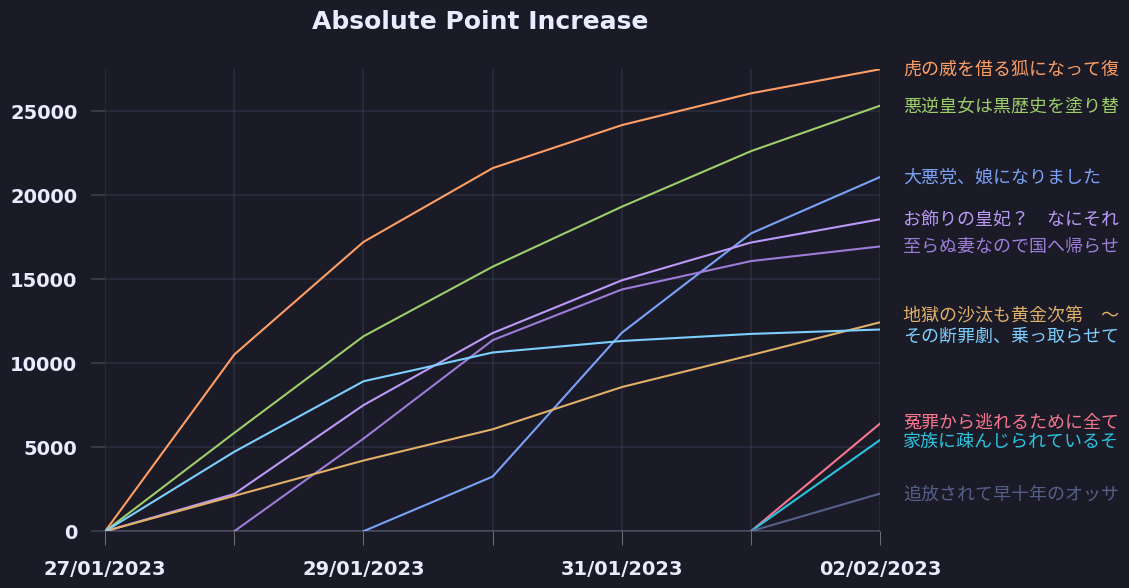 Absolute Point Increase
25000
20000
15000
10000
5000
0
27/01/2023
29/01/2023
31/01/2023
02/02/2023
虎の威を借る狐になって復
悪逆皇女は黒歴史を塗り替
大悪党、娘になりました
お飾りの皇妃？　なにそれ
至らぬ妻なので国へ帰らせ
地獄の沙汰も黄金次第　～
その断罪劇、乗っ取らせて
冤罪から逃れるために全て
家族に疎んじられているそ
追放されて早十年のオッサ